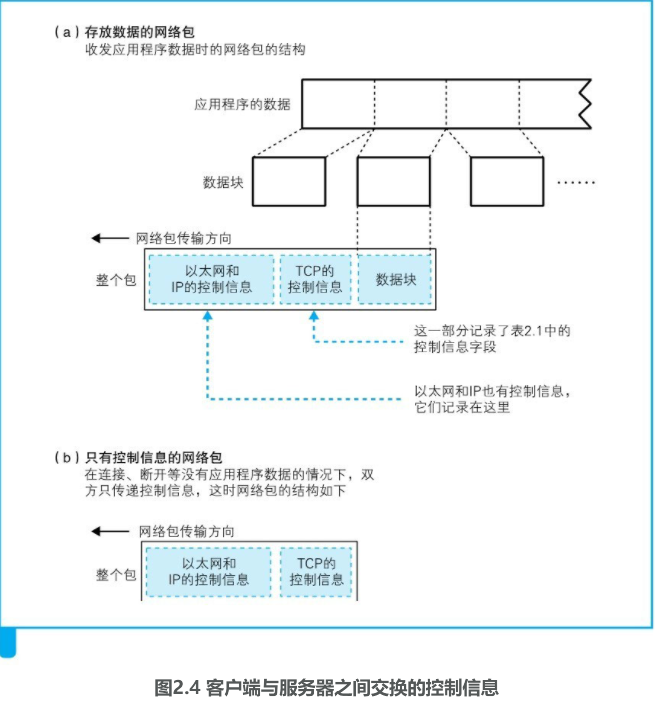 (a) 存放数据的网络包
收发应用程序数据时的网络包的结构
应用程序的数据
数据块
······
网络包传输方向
整个包
以太网和
IP的控制信息
TCP的
控制信息
数据块
这一部分记录了表2.1中的
控制信息字段
以太网和IP也有控制信息，
它们记录在这里
(b) 只有控制信息的网络包
在连接、断开等没有应用程序数据的情况下，双
方只传递控制信息，这时网络包的结构如下
网络包传输方向
整个包
以太网和
IP的控制信息
TCP的
控制信息
图2.4 客户端与服务器之间交换的控制信息